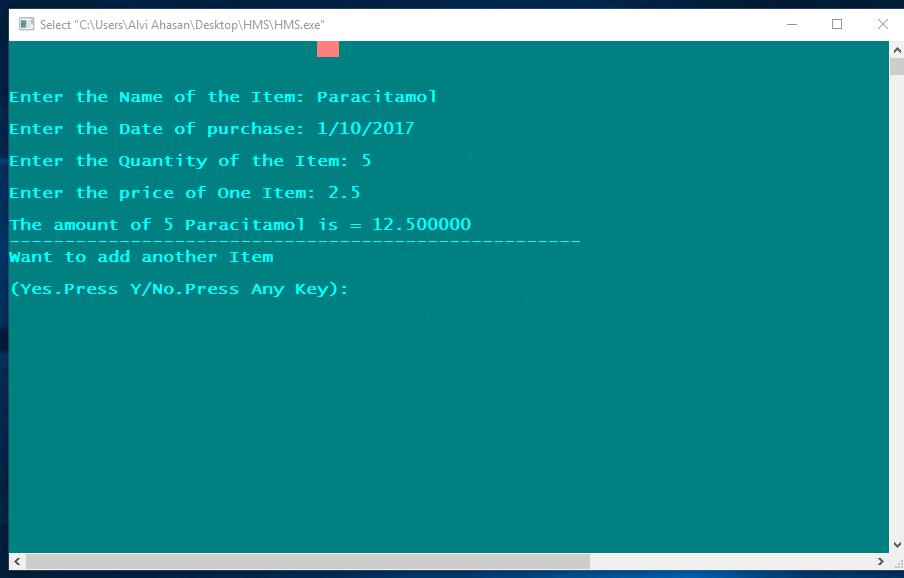 Select "C:\Users\Alvi Ahasan\Desktop\HMS\HMS.exe"
Enter the Name of the Item: Paracitamol
Enter the Date of purchase: 1/10/2017
Enter the Quantity of the Item: 5
Enter the price of One Item: 2.5
The amount of 5 Paracitamol is = 12.500000
----------------------------------------------------
Want to add another Item
(Yes.Press Y/No.Press Any Key):